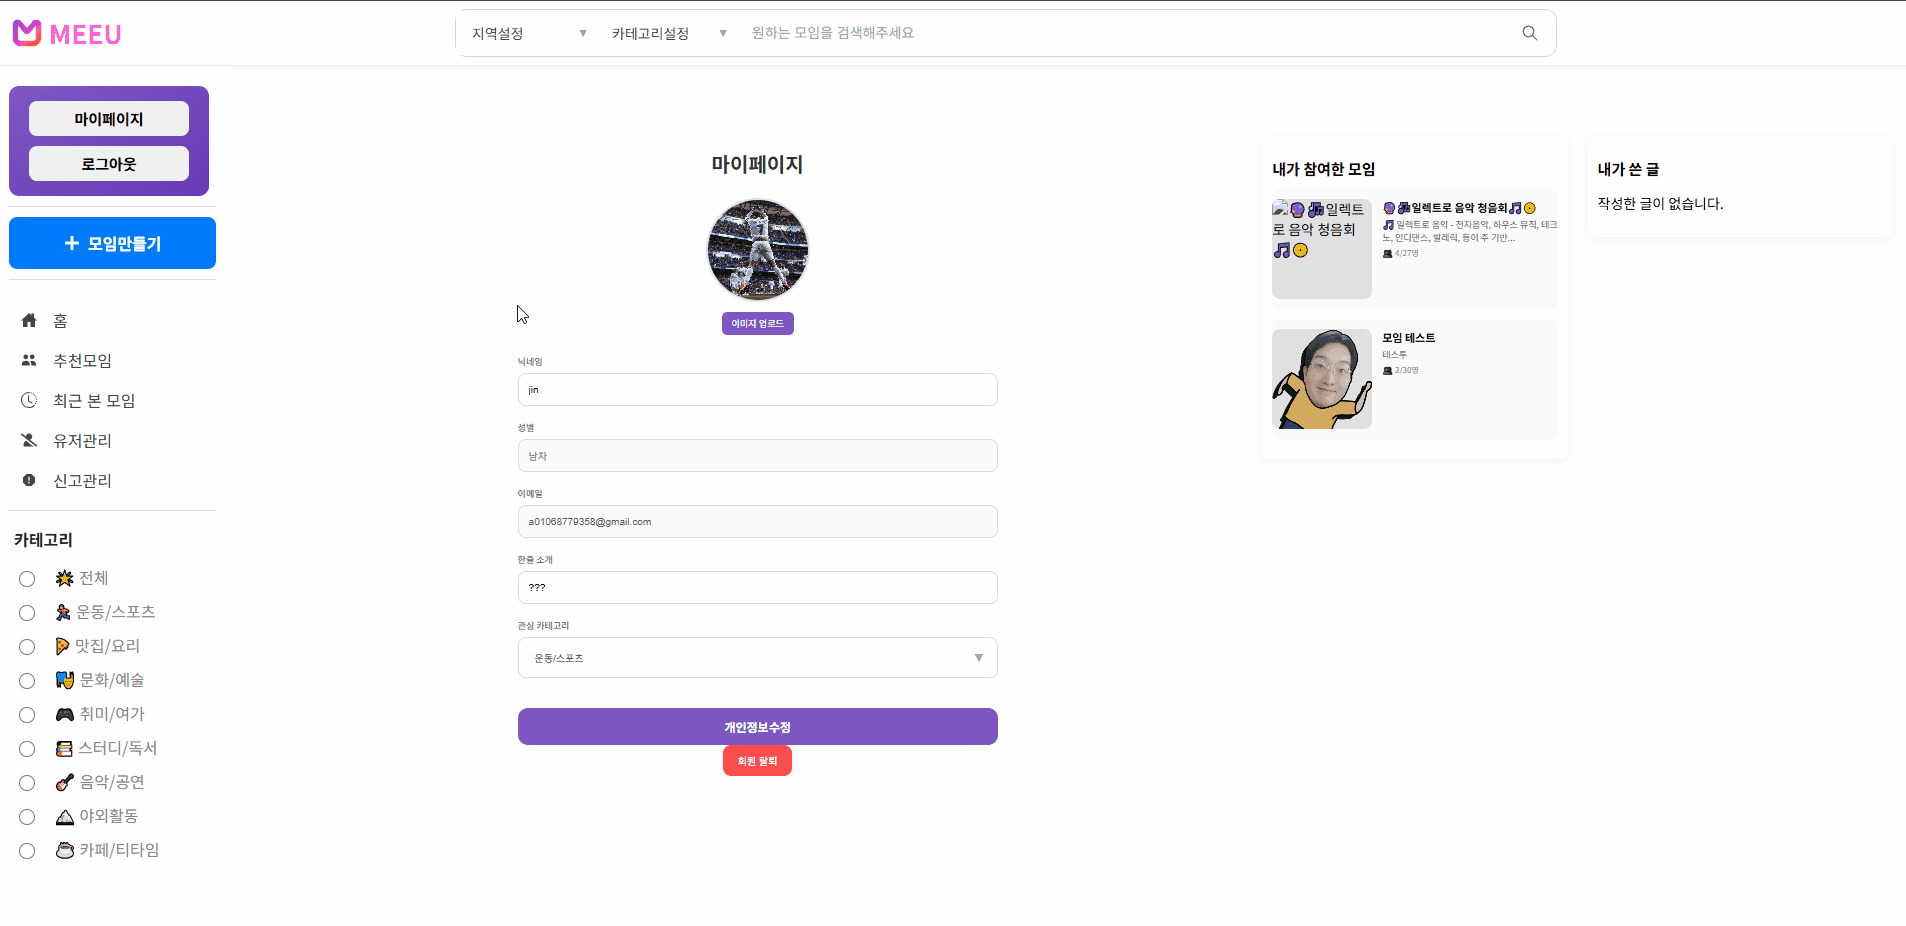 MEEU
지역설정
카테고리설정
원하는 모임을 검색해주세요
마이페이지
로그아웃
모임만들기
홈
추천모임
최근 본 모임
유저관리
신고관리
카테고리
전체
운동/스포츠
맛집/요리
문화/예술
취미/여가
스터디/독서
음악/공연
야외활동
카페/티타임
마이페이지
이미지 업로드
닉네임
jin
성별
남자
이메일
a01068779358@gmail.com
한줄 소개
???
관심 카테고리
운동/스포츠
개인정보수정
회원 탈퇴
내가 참여한 모임
🔮🎶일렉트
로 음악 청음회
🎵📀
🔮🎶일렉트로 음악 청음회🎵📀
🎵 일렉트로 음악 - 전자음악, 하우스 뮤직, 테크
노, 인디댄스, 발레릭, 등이 주 기반...
4/27명
모임 테스트
테스투
2/30명
내가 쓴 글
작성한 글이 없습니다.